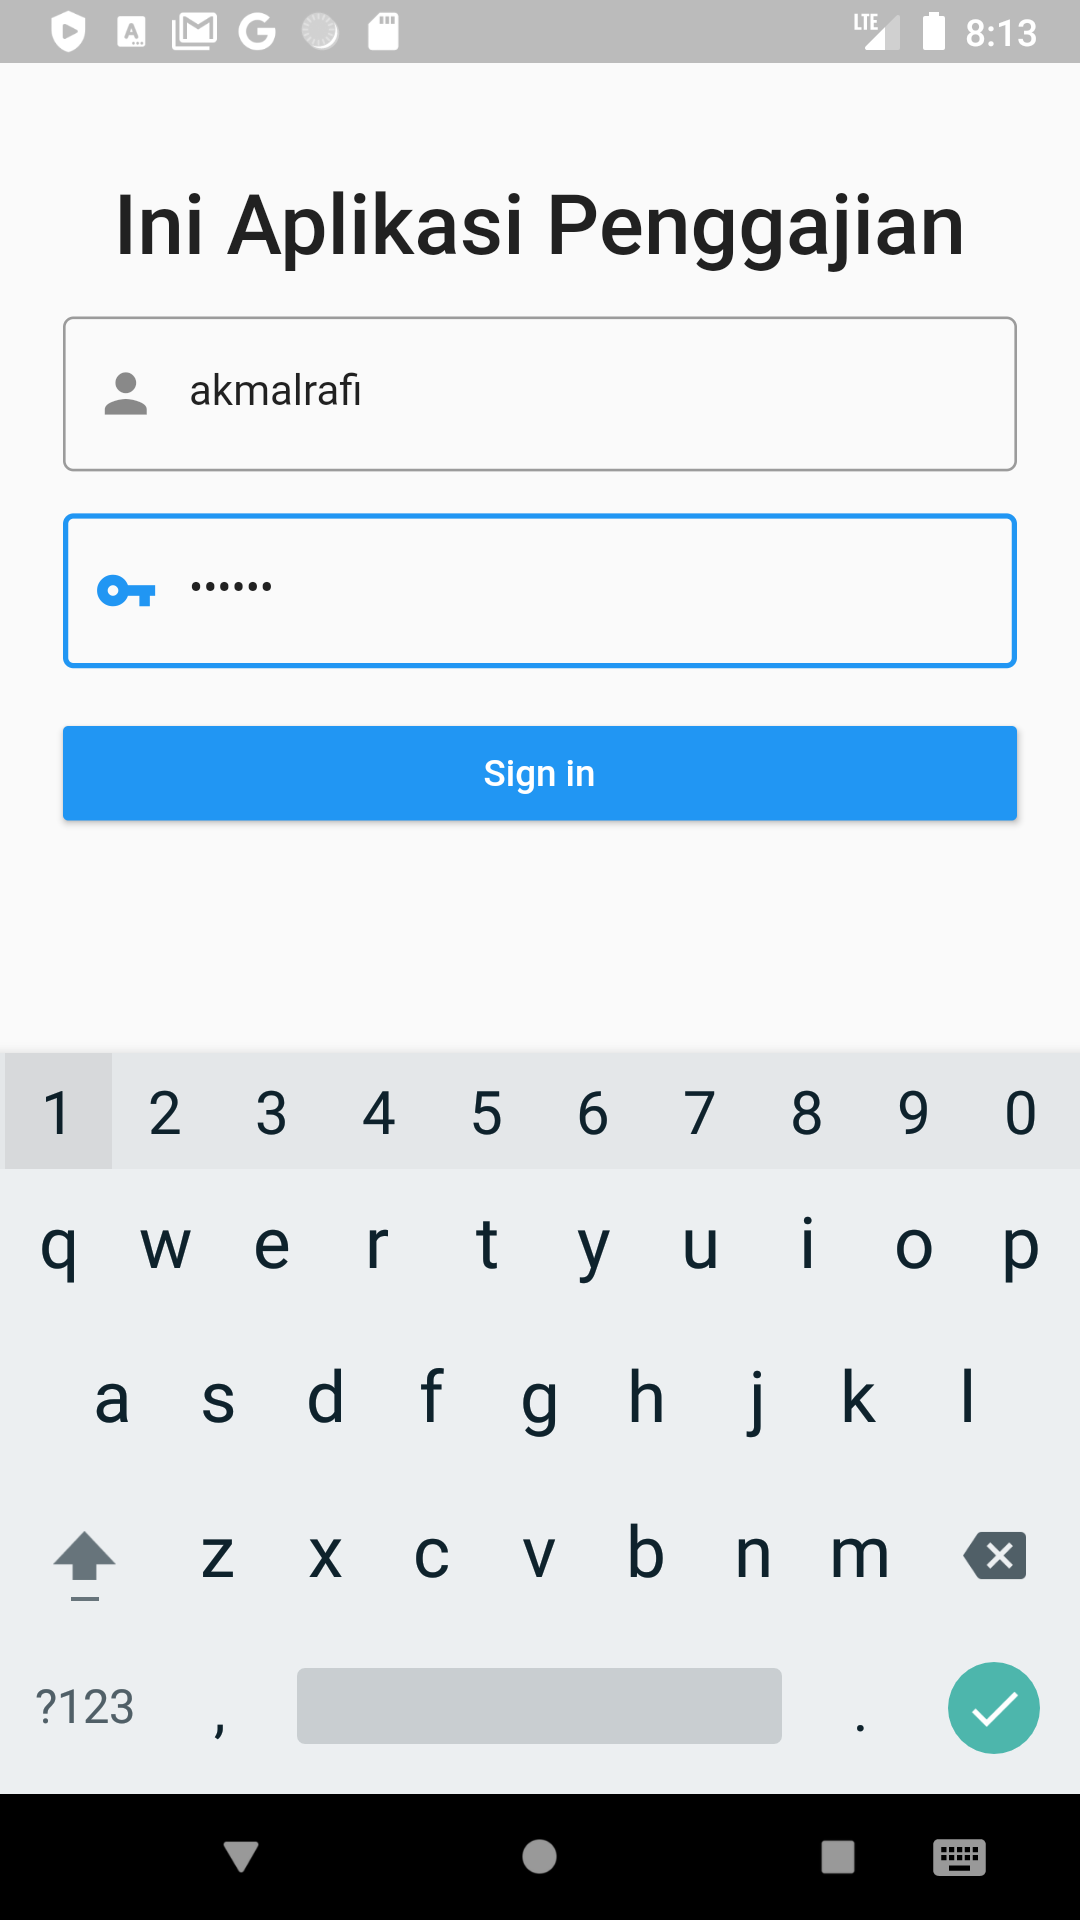 LTE 8:13
Ini Aplikasi Penggajian
akmalrafi
••••••
Sign in
1 2 3 4 5 6 7 8 9 0
q w e r t y u i o p
a s d f g h j k l
z x c v b n m
?123 , .